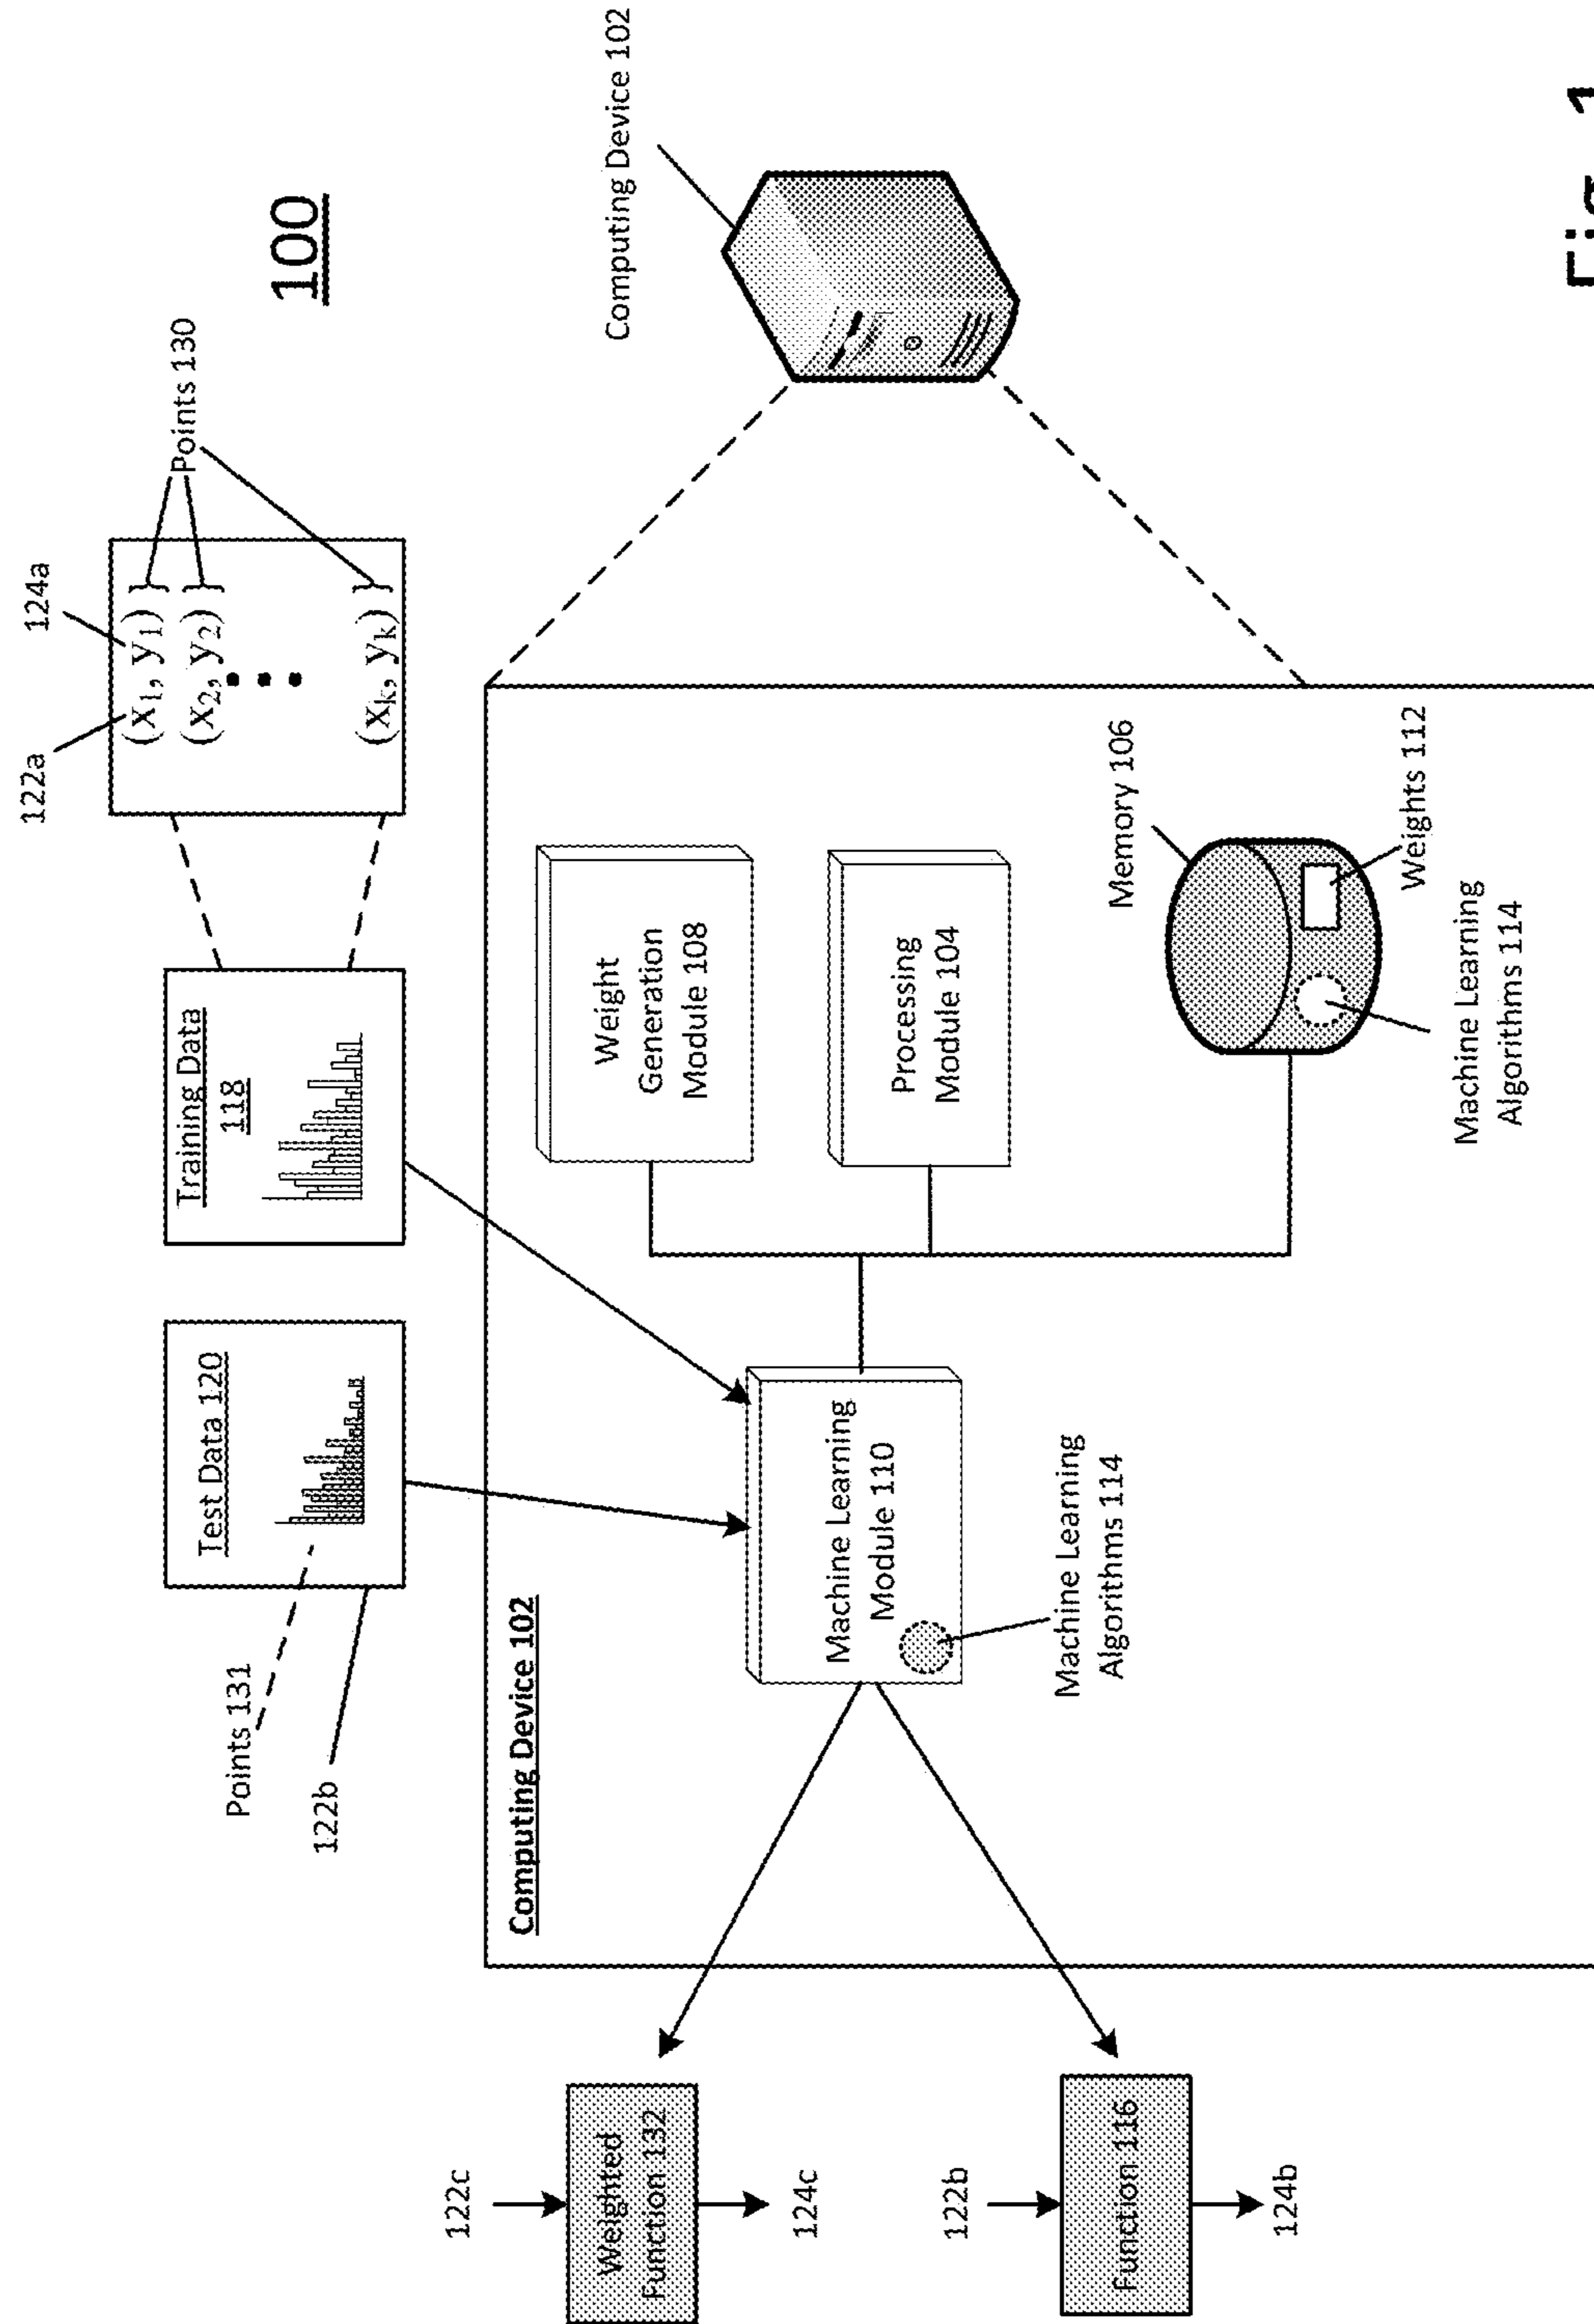 100
122a
124a
(x₁, y₁) }
(x₂, y₂) }
(xₖ, yₖ) }
Points 130
Training Data
118
Test Data 120
Points 131
122b
Computing Device 102
Computing Device 102
Weight
Generation
Module 108
Processing
Module 104
Machine Learning
Module 110
Machine Learning
Algorithms 114
Memory 106
Weights 112
Machine Learning
Algorithms 114
122c
Weighted
Function 132
124c
122b
Function 116
124b
Fig. 1